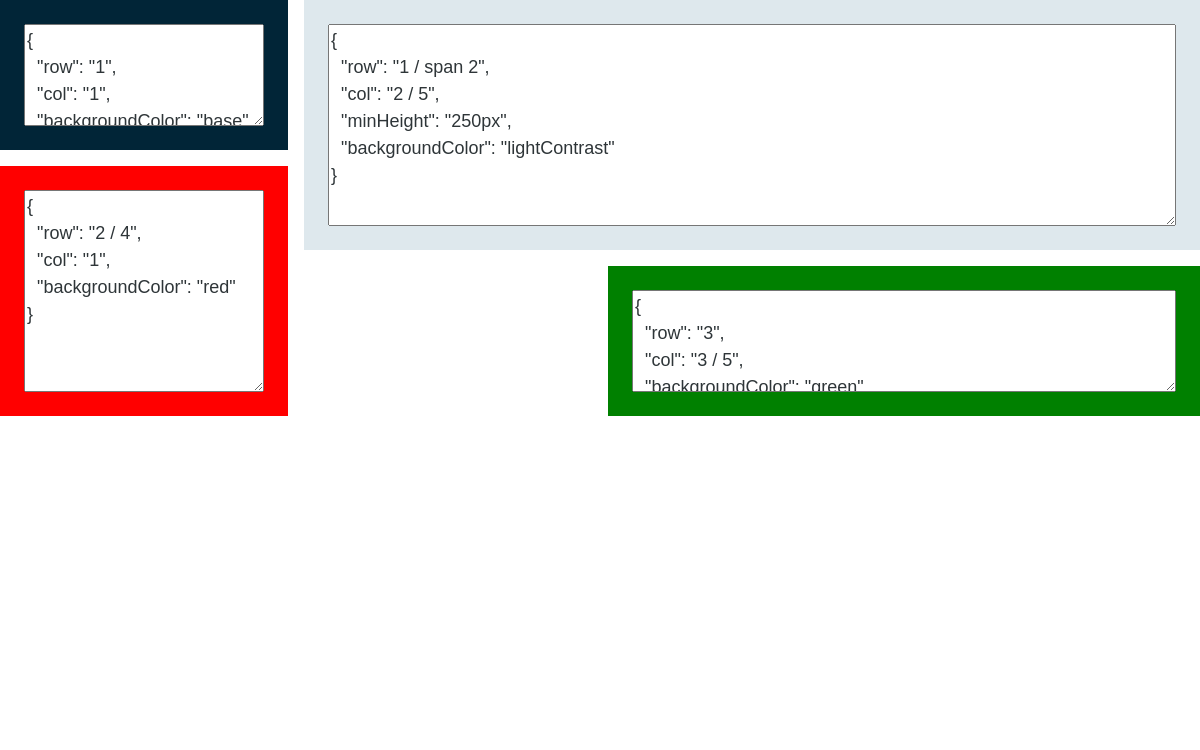 {
  "row": "1",
  "col": "1",
  "backgroundColor": "base"
{
  "row": "1 / span 2",
  "col": "2 / 5",
  "minHeight": "250px",
  "backgroundColor": "lightContrast"
}
{
  "row": "2 / 4",
  "col": "1",
  "backgroundColor": "red"
}
{
  "row": "3",
  "col": "3 / 5",
  "backgroundColor": "green"